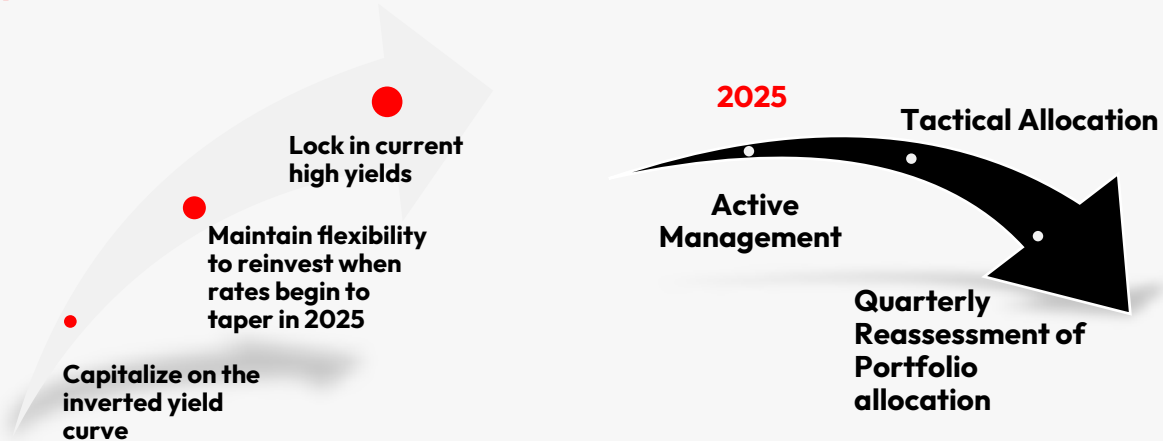 Lock in current
high yields
Maintain flexibility
to reinvest when
rates begin to
taper in 2025
Capitalize on the
inverted yield
curve
2025
Tactical Allocation
Active
Management
Quarterly
Reassessment of
Portfolio
allocation